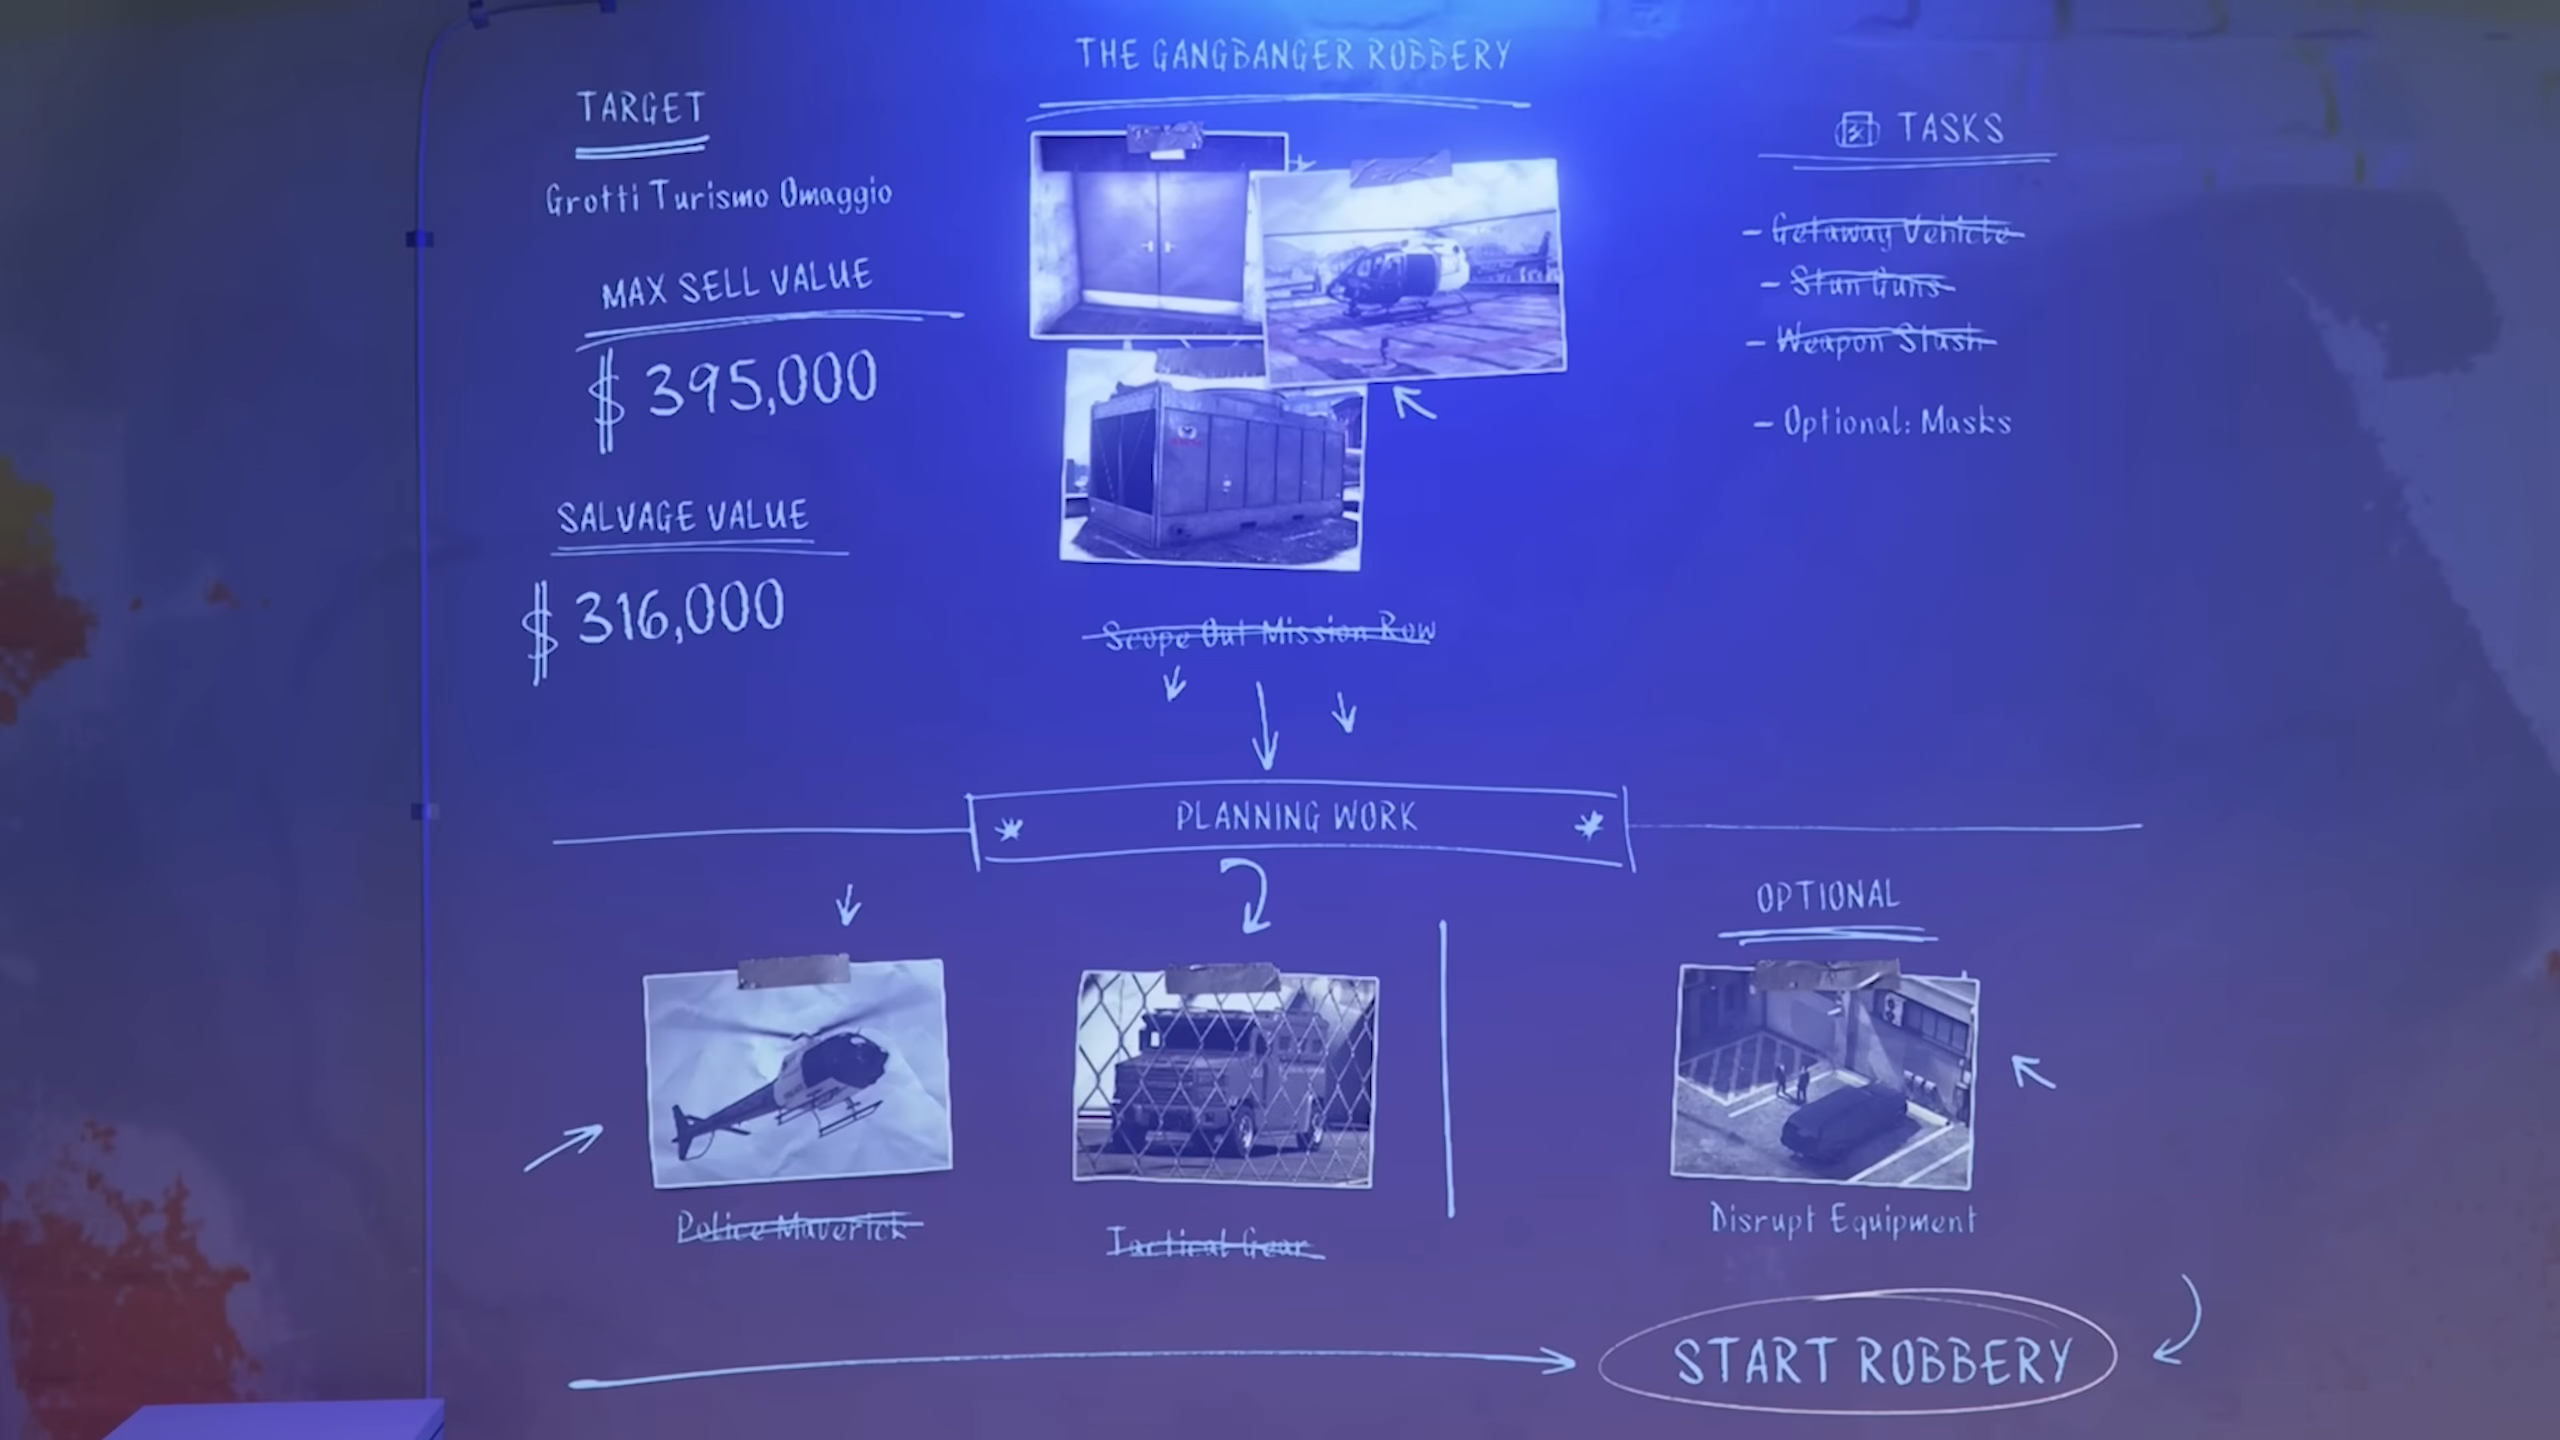 THE GANGBANGER ROBBERY
TARGET
Grotti Turismo Omaggio
MAX SELL VALUE
$ 395,000
SALVAGE VALUE
$ 316,000
TASKS
- Getaway Vehicle
- Stun Guns
- Weapon Stash
- Optional: Masks
Scope Out Mission Row
PLANNING WORK
OPTIONAL
Police Maverick
Tactical Gear
Disrupt Equipment
START ROBBERY